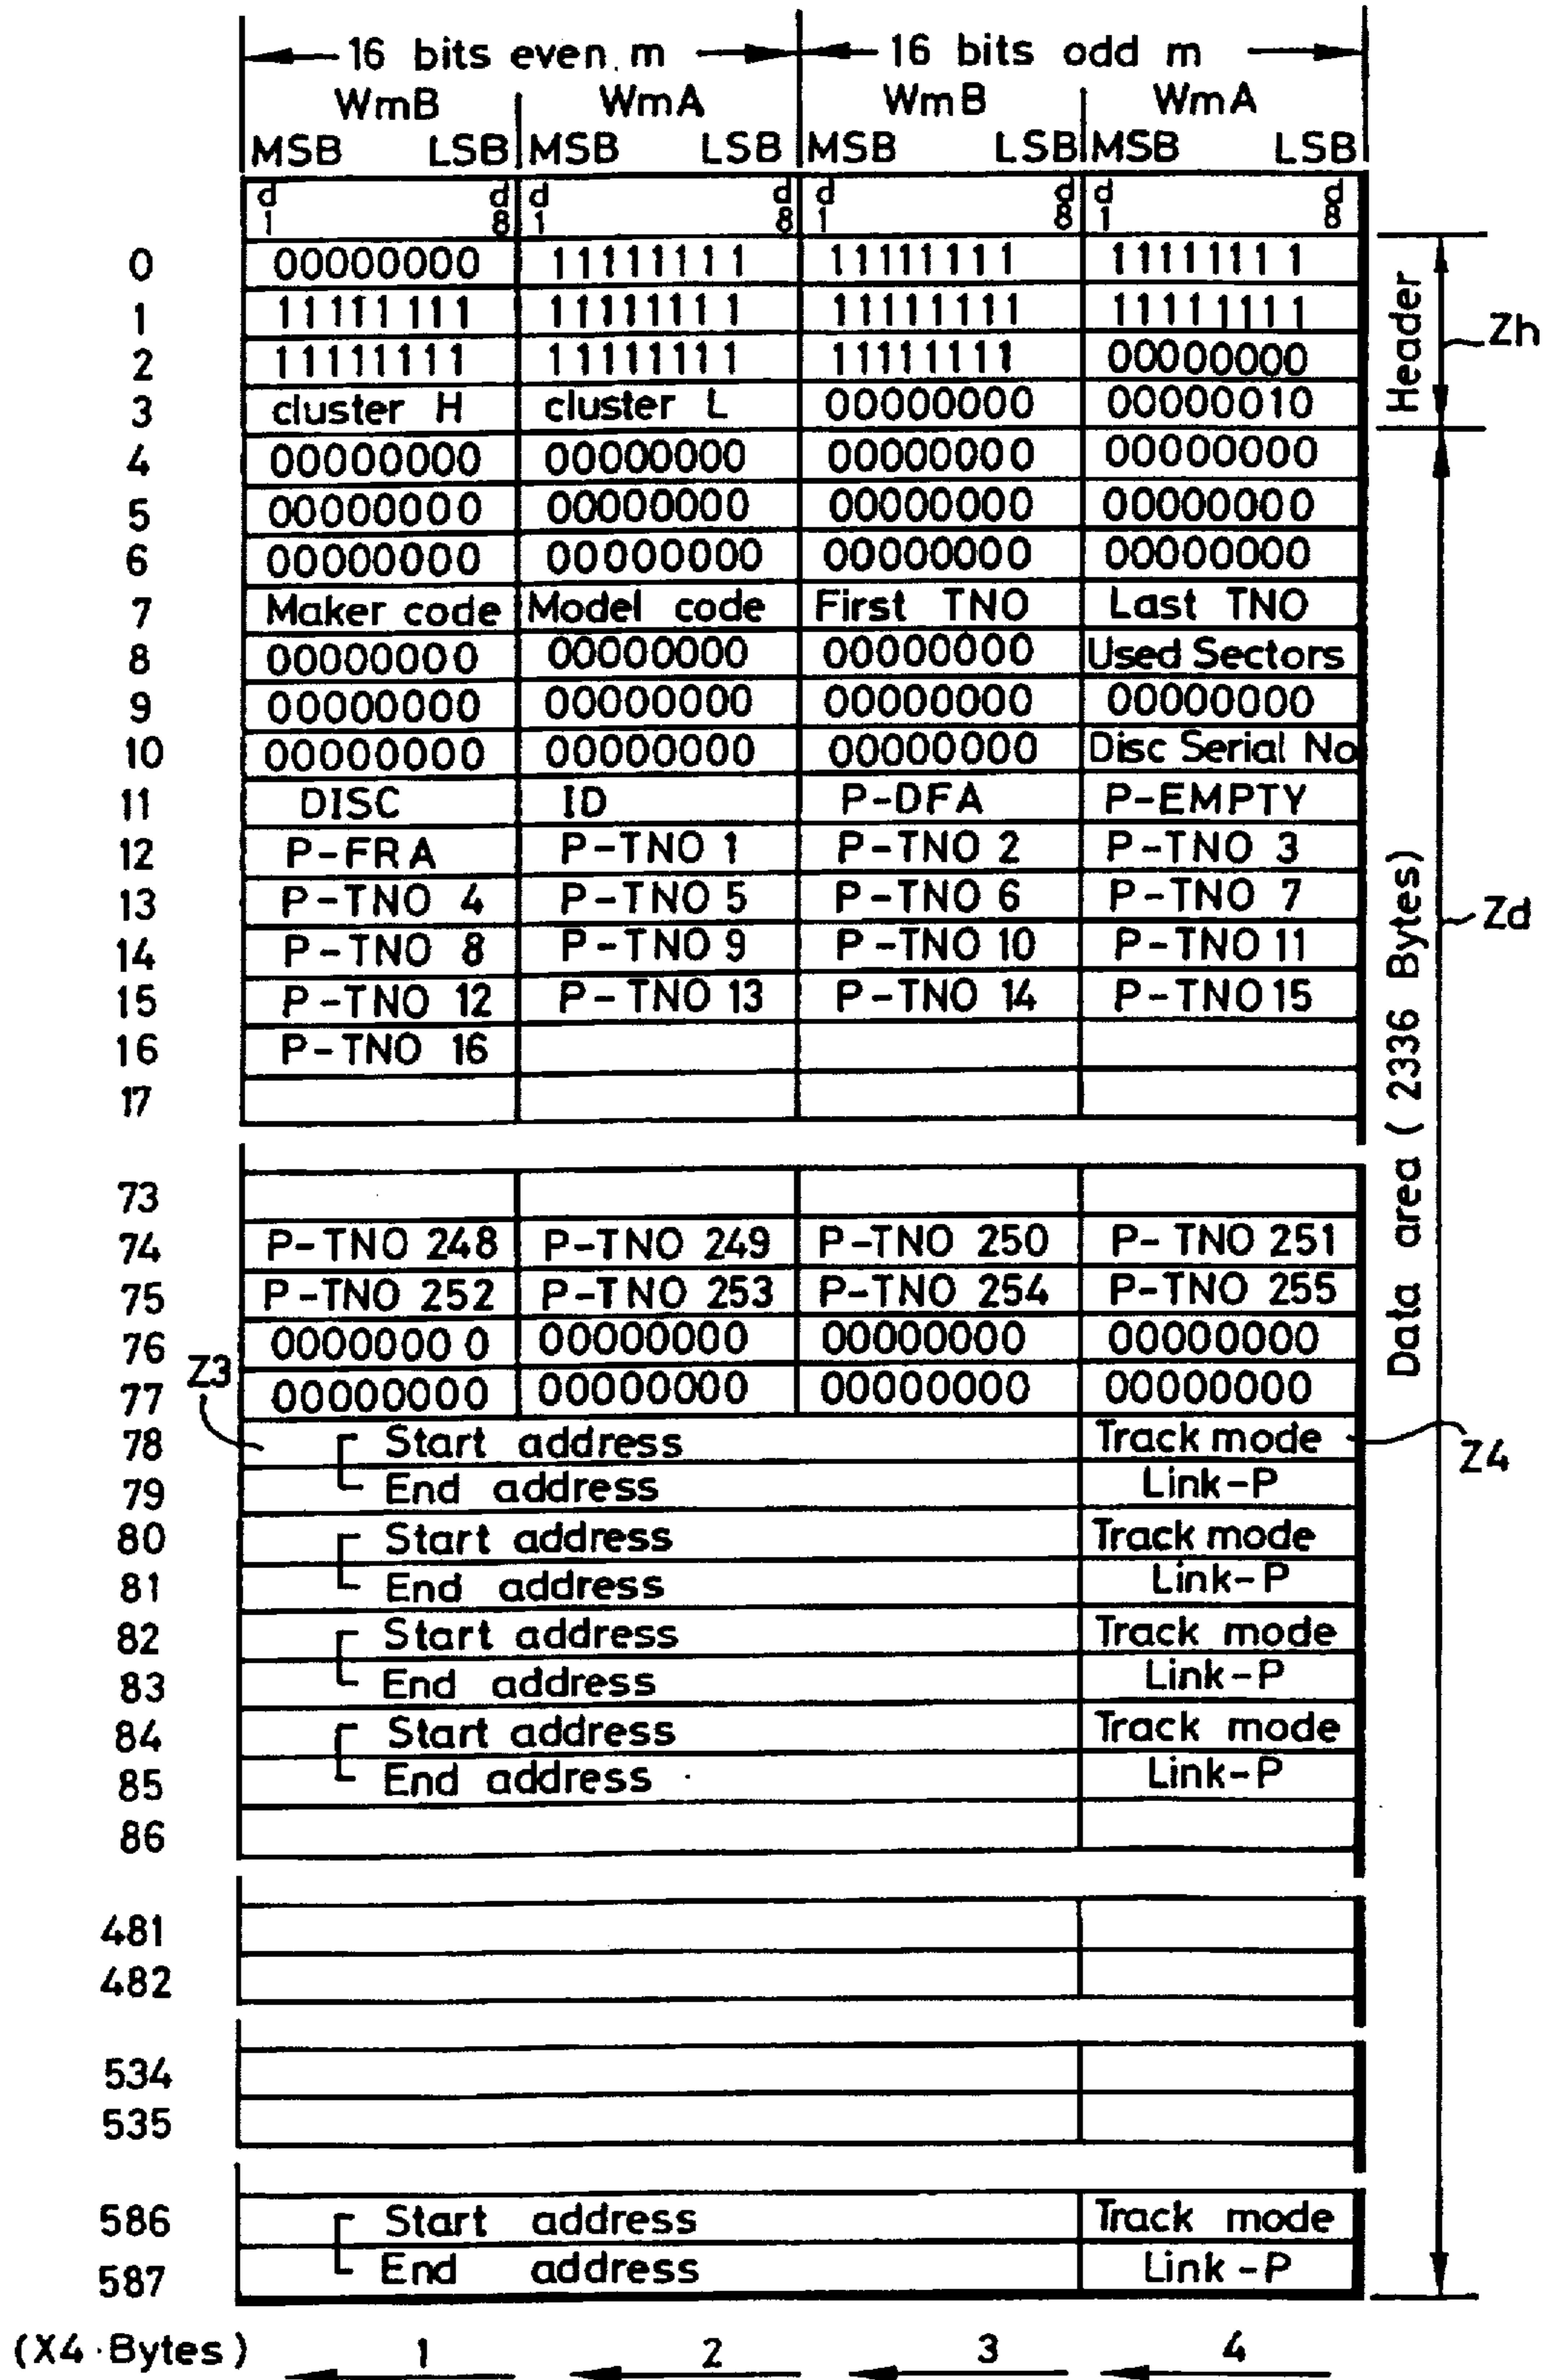 16 bits even. m 16 bits odd m
WmB WmA WmB WmA
MSB LSB MSB LSB MSB LSB MSB LSB
d d d d d d d d
1 8 1 8 1 8 1 8
0 00000000 11111111 11111111 11111111
1 11111111 11111111 11111111 11111111
2 11111111 11111111 11111111 00000000
3 cluster H cluster L 00000000 00000010
Header
Zh
4 00000000 00000000 00000000 00000000
5 00000000 00000000 00000000 00000000
6 00000000 00000000 00000000 00000000
7 Maker code Model code First TNO Last TNO
8 00000000 00000000 00000000 Used Sectors
9 00000000 00000000 00000000 00000000
10 00000000 00000000 00000000 Disc Serial No
11 DISC ID P-DFA P-EMPTY
12 P-FRA P-TNO 1 P-TNO 2 P-TNO 3
13 P-TNO 4 P-TNO 5 P-TNO 6 P-TNO 7
14 P-TNO 8 P-TNO 9 P-TNO 10 P-TNO 11
15 P-TNO 12 P-TNO 13 P-TNO 14 P-TNO 15
16 P-TNO 16
17
Data area (2336 Bytes)
Zd
73
74 P-TNO 248 P-TNO 249 P-TNO 250 P-TNO 251
75 P-TNO 252 P-TNO 253 P-TNO 254 P-TNO 255
76 00000000 00000000 00000000 00000000
77 00000000 00000000 00000000 00000000
Z3
78 Start address Track mode
Z4
79 End address Link-P
80 Start address Track mode
81 End address Link-P
82 Start address Track mode
83 End address Link-P
84 Start address Track mode
85 End address Link-P
86
481
482
534
535
586 Start address Track mode
587 End address Link-P
(X4 Bytes) 1 2 3 4